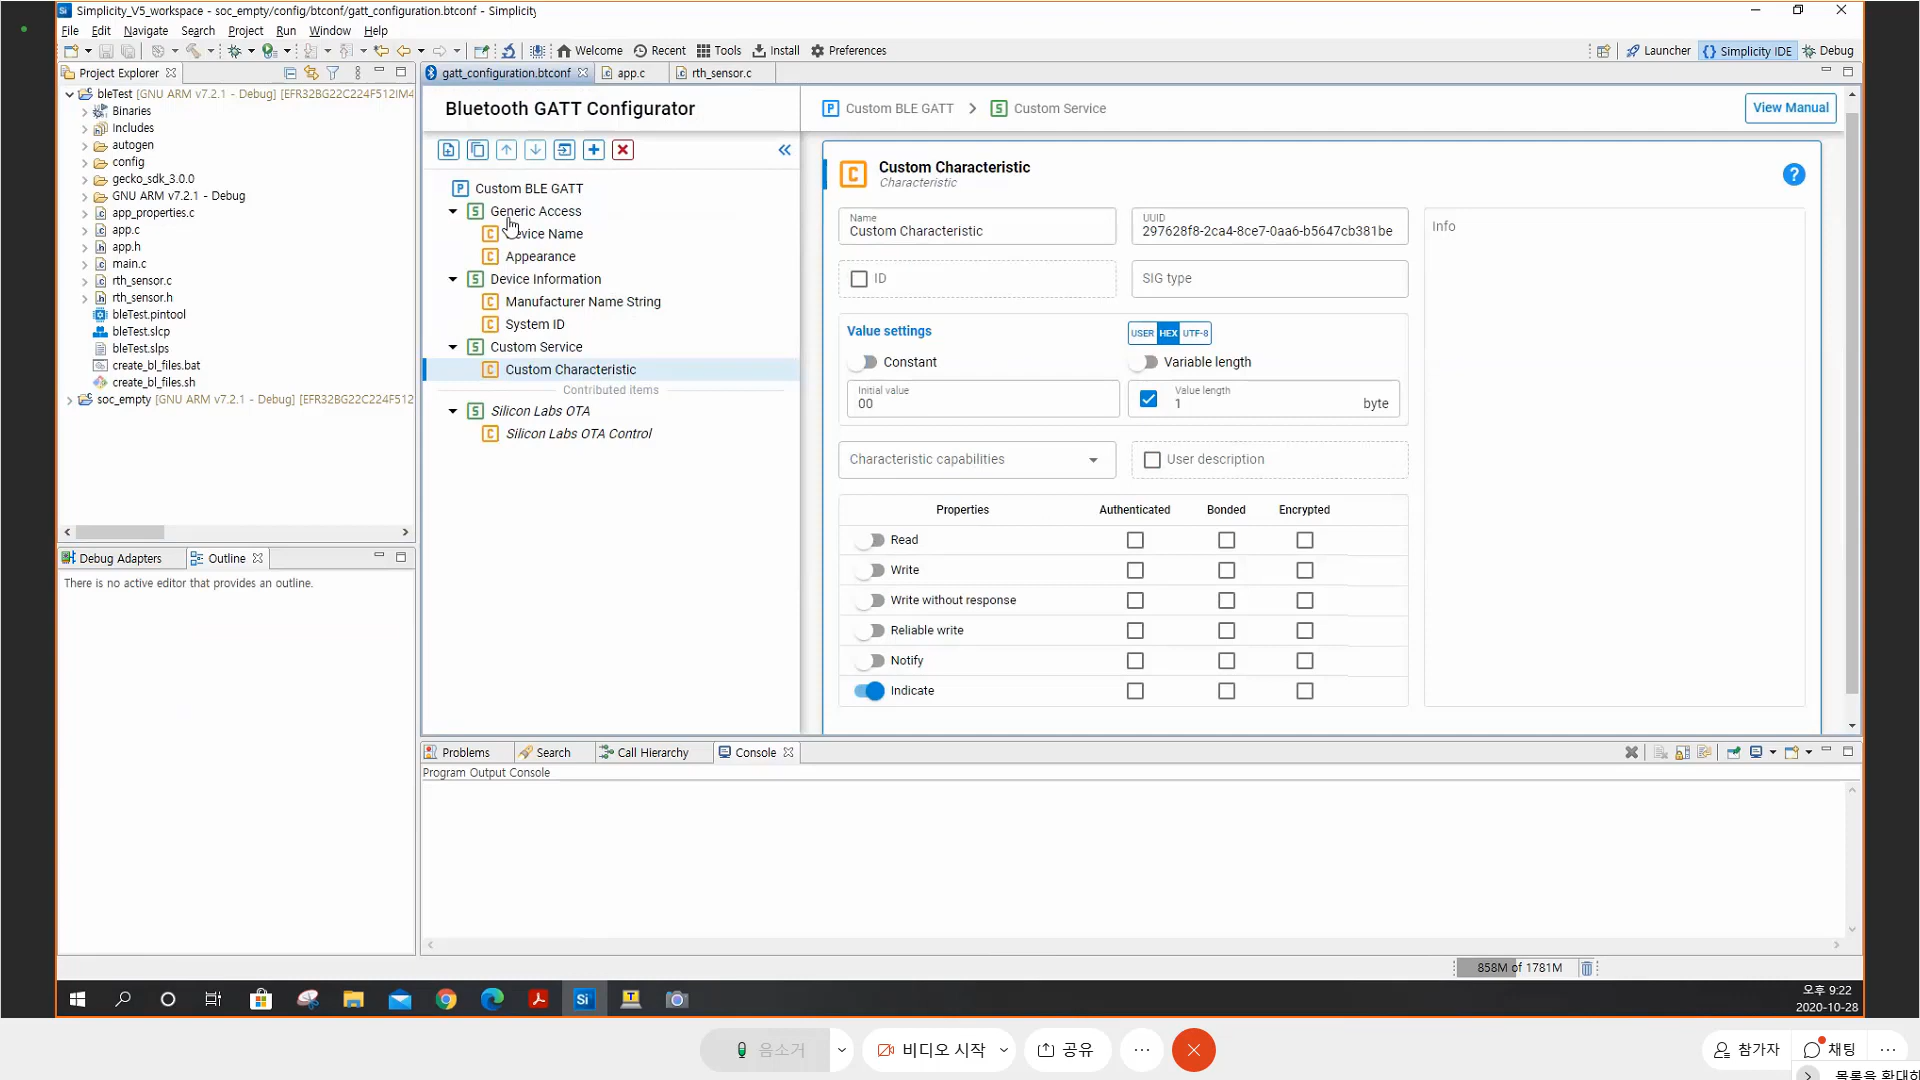 Simplicity_V5_workspace - soc_empty/config/btconf/gatt_configuration.btconf - Simplicity
File Edit Navigate Search Project Run Window Help
Welcome Recent Tools Install Preferences
Launcher Simplicity IDE Debug
Project Explorer
bleTest [GNU ARM v7.2.1 - Debug] [EFR32BG22C224F512IM4
Binaries
Includes
autogen
config
gecko_sdk_3.0.0
GNU ARM v7.2.1 - Debug
app_properties.c
app.c
app.h
main.c
rth_sensor.c
rth_sensor.h
bleTest.pintool
bleTest.slcp
bleTest.slps
create_bl_files.bat
create_bl_files.sh
soc_empty [GNU ARM v7.2.1 - Debug] [EFR32BG22C224F512
Debug Adapters Outline
There is no active editor that provides an outline.
gatt_configuration.btconf app.c rth_sensor.c
Bluetooth GATT Configurator
P Custom BLE GATT
S Generic Access
C Device Name
C Appearance
S Device Information
C Manufacturer Name String
C System ID
S Custom Service
C Custom Characteristic
Contributed items
S Silicon Labs OTA
C Silicon Labs OTA Control
P Custom BLE GATT > S Custom Service
View Manual
C Custom Characteristic
Characteristic
?
Name
Custom Characteristic
UUID
297628f8-2ca4-8ce7-0aa6-b5647cb381be
Info
ID
SIG type
Value settings
USER HEX UTF-8
Constant
Variable length
Initial value
00
Value length
1 byte
Characteristic capabilities
User description
Properties Authenticated Bonded Encrypted
Read
Write
Write without response
Reliable write
Notify
Indicate
Problems Search Call Hierarchy Console
Program Output Console
858M of 1781M
오후 9:22
2020-10-28
음소거
비디오 시작
공유
참가자
채팅